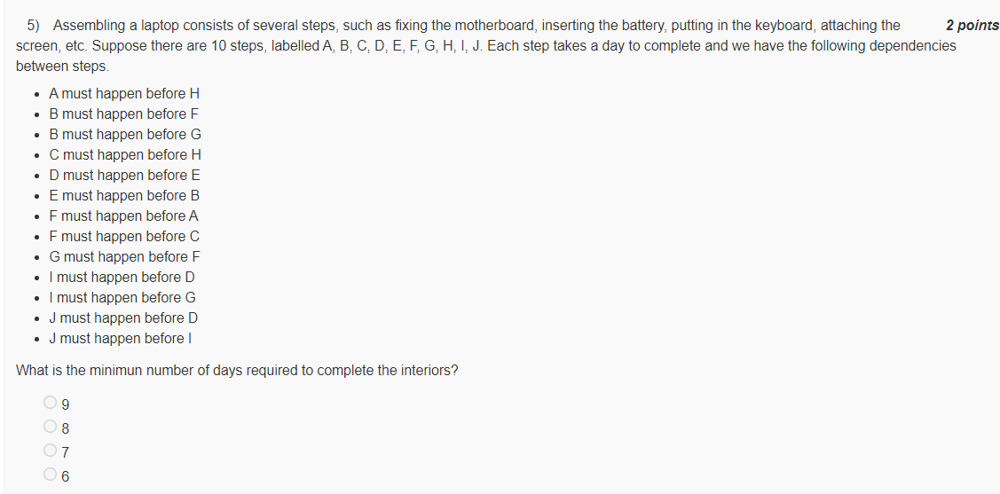 5) Assembling a laptop consists of several steps, such as fixing the motherboard, inserting the battery, putting in the keyboard, attaching the 2 points
screen, etc. Suppose there are 10 steps, labelled A, B, C, D, E, F, G, H, I, J. Each step takes a day to complete and we have the following dependencies
between steps.
• A must happen before H
• B must happen before F
• B must happen before G
• C must happen before H
• D must happen before E
• E must happen before B
• F must happen before A
• F must happen before C
• G must happen before F
• I must happen before D
• I must happen before G
• J must happen before D
• J must happen before I
What is the minimun number of days required to complete the interiors?
9
8
7
6